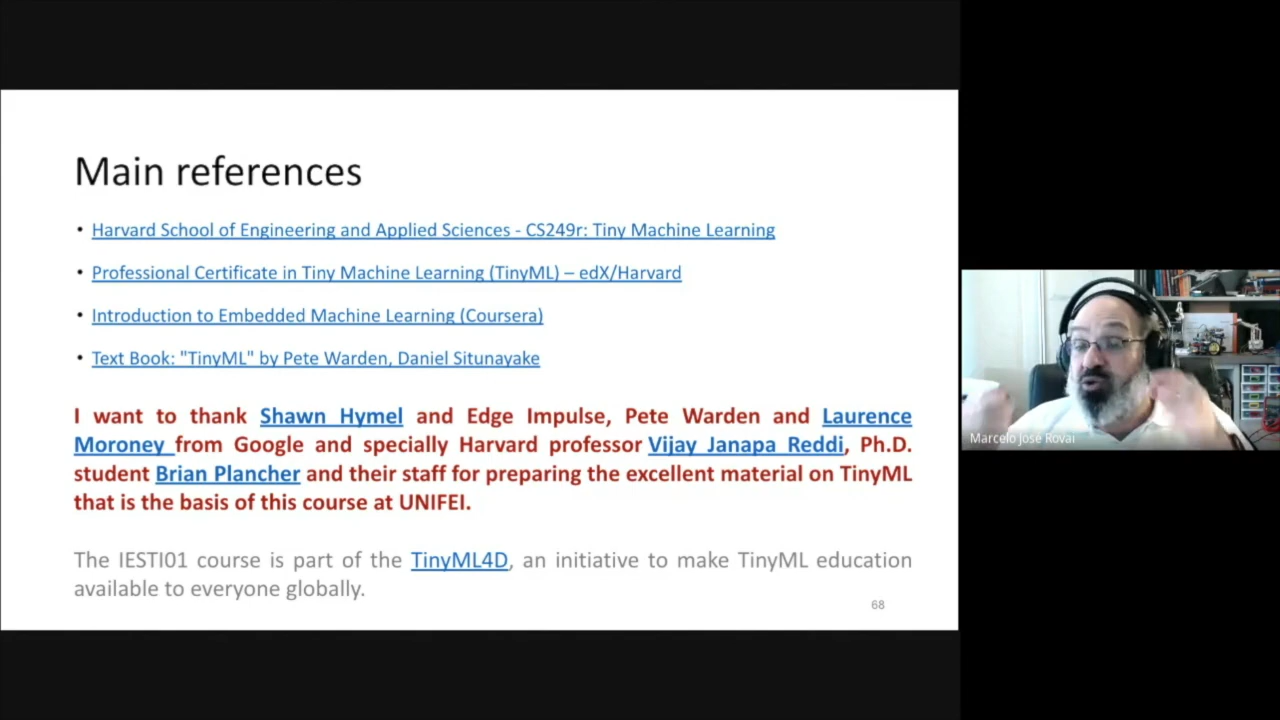 Main references
• Harvard School of Engineering and Applied Sciences - CS249r: Tiny Machine Learning
• Professional Certificate in Tiny Machine Learning (TinyML) – edX/Harvard
• Introduction to Embedded Machine Learning (Coursera)
• Text Book: "TinyML" by Pete Warden, Daniel Situnayake
I want to thank Shawn Hymel and Edge Impulse, Pete Warden and Laurence
Moroney from Google and specially Harvard professor Vijay Janapa Reddi, Ph.D.
student Brian Plancher and their staff for preparing the excellent material on TinyML
that is the basis of this course at UNIFEI.
The IESTI01 course is part of the TinyML4D, an initiative to make TinyML education
available to everyone globally.
68
Marcelo José Rovai